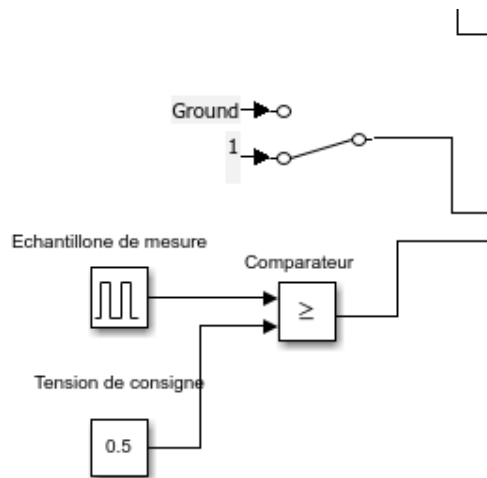 Ground
1
Echantillone de mesure
Comparateur
≥
Tension de consigne
0.5